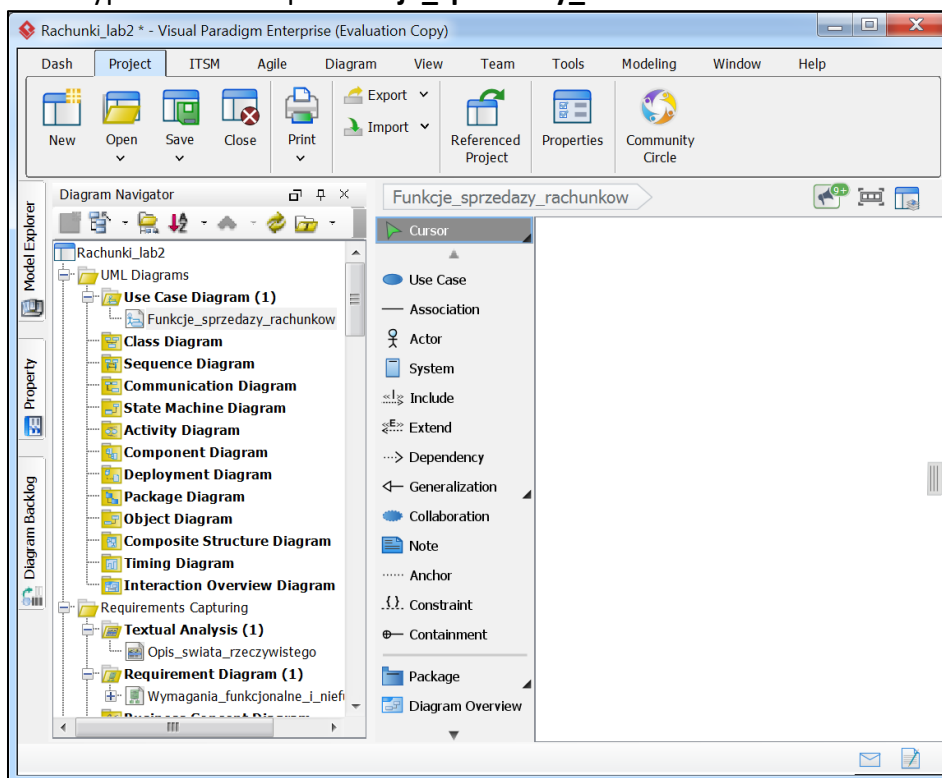 Rachunki_lab2 * - Visual Paradigm Enterprise (Evaluation Copy)
Dash Project ITSM Agile Diagram View Team Tools Modeling Window Help
New
Open
Save
Close
Print
Export
Import
Referenced
Project
Properties
Community
Circle
Model Explorer
Property
Diagram Backlog
Diagram Navigator
Rachunki_lab2
UML Diagrams
Use Case Diagram (1)
Funkcje_sprzedazy_rachunkow
Class Diagram
Sequence Diagram
Communication Diagram
State Machine Diagram
Activity Diagram
Component Diagram
Deployment Diagram
Package Diagram
Object Diagram
Composite Structure Diagram
Timing Diagram
Interaction Overview Diagram
Requirements Capturing
Textual Analysis (1)
Opis_swiata_rzeczywistego
Requirement Diagram (1)
Wymagania_funkcjonalne_i_niefu
Funkcje_sprzedazy_rachunkow
9+
Cursor
Use Case
Association
Actor
System
<<I>> Include
<<E>> Extend
Dependency
Generalization
Collaboration
Note
Anchor
{} Constraint
Containment
Package
Diagram Overview